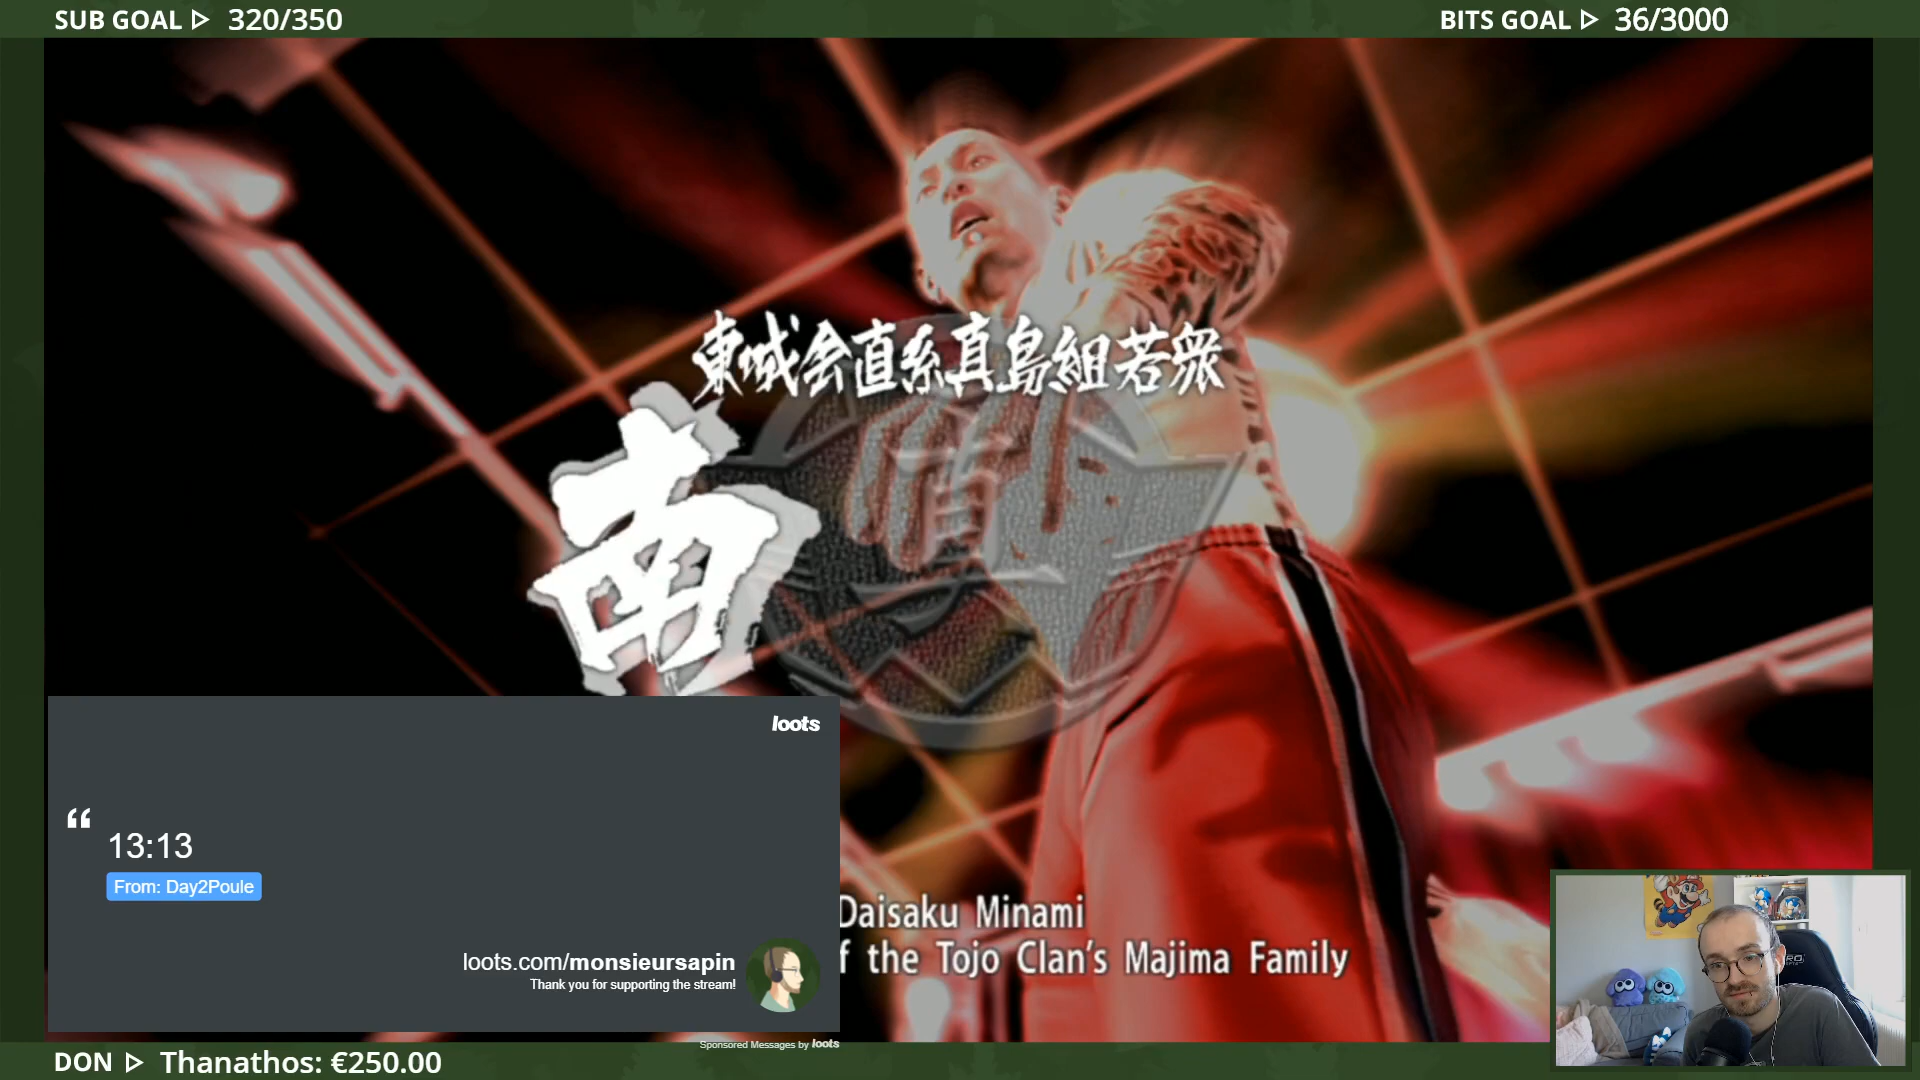 SUB GOAL ▷ 320/350
BITS GOAL ▷ 36/3000
東城会直系真島組若衆
南
loots
“
13:13
From: Day2Poule
loots.com/monsieursapin
Thank you for supporting the stream!
Daisaku Minami
f the Tojo Clan's Majima Family
Sponsored Messages by loots
DON ▷ Thanathos: €250.00